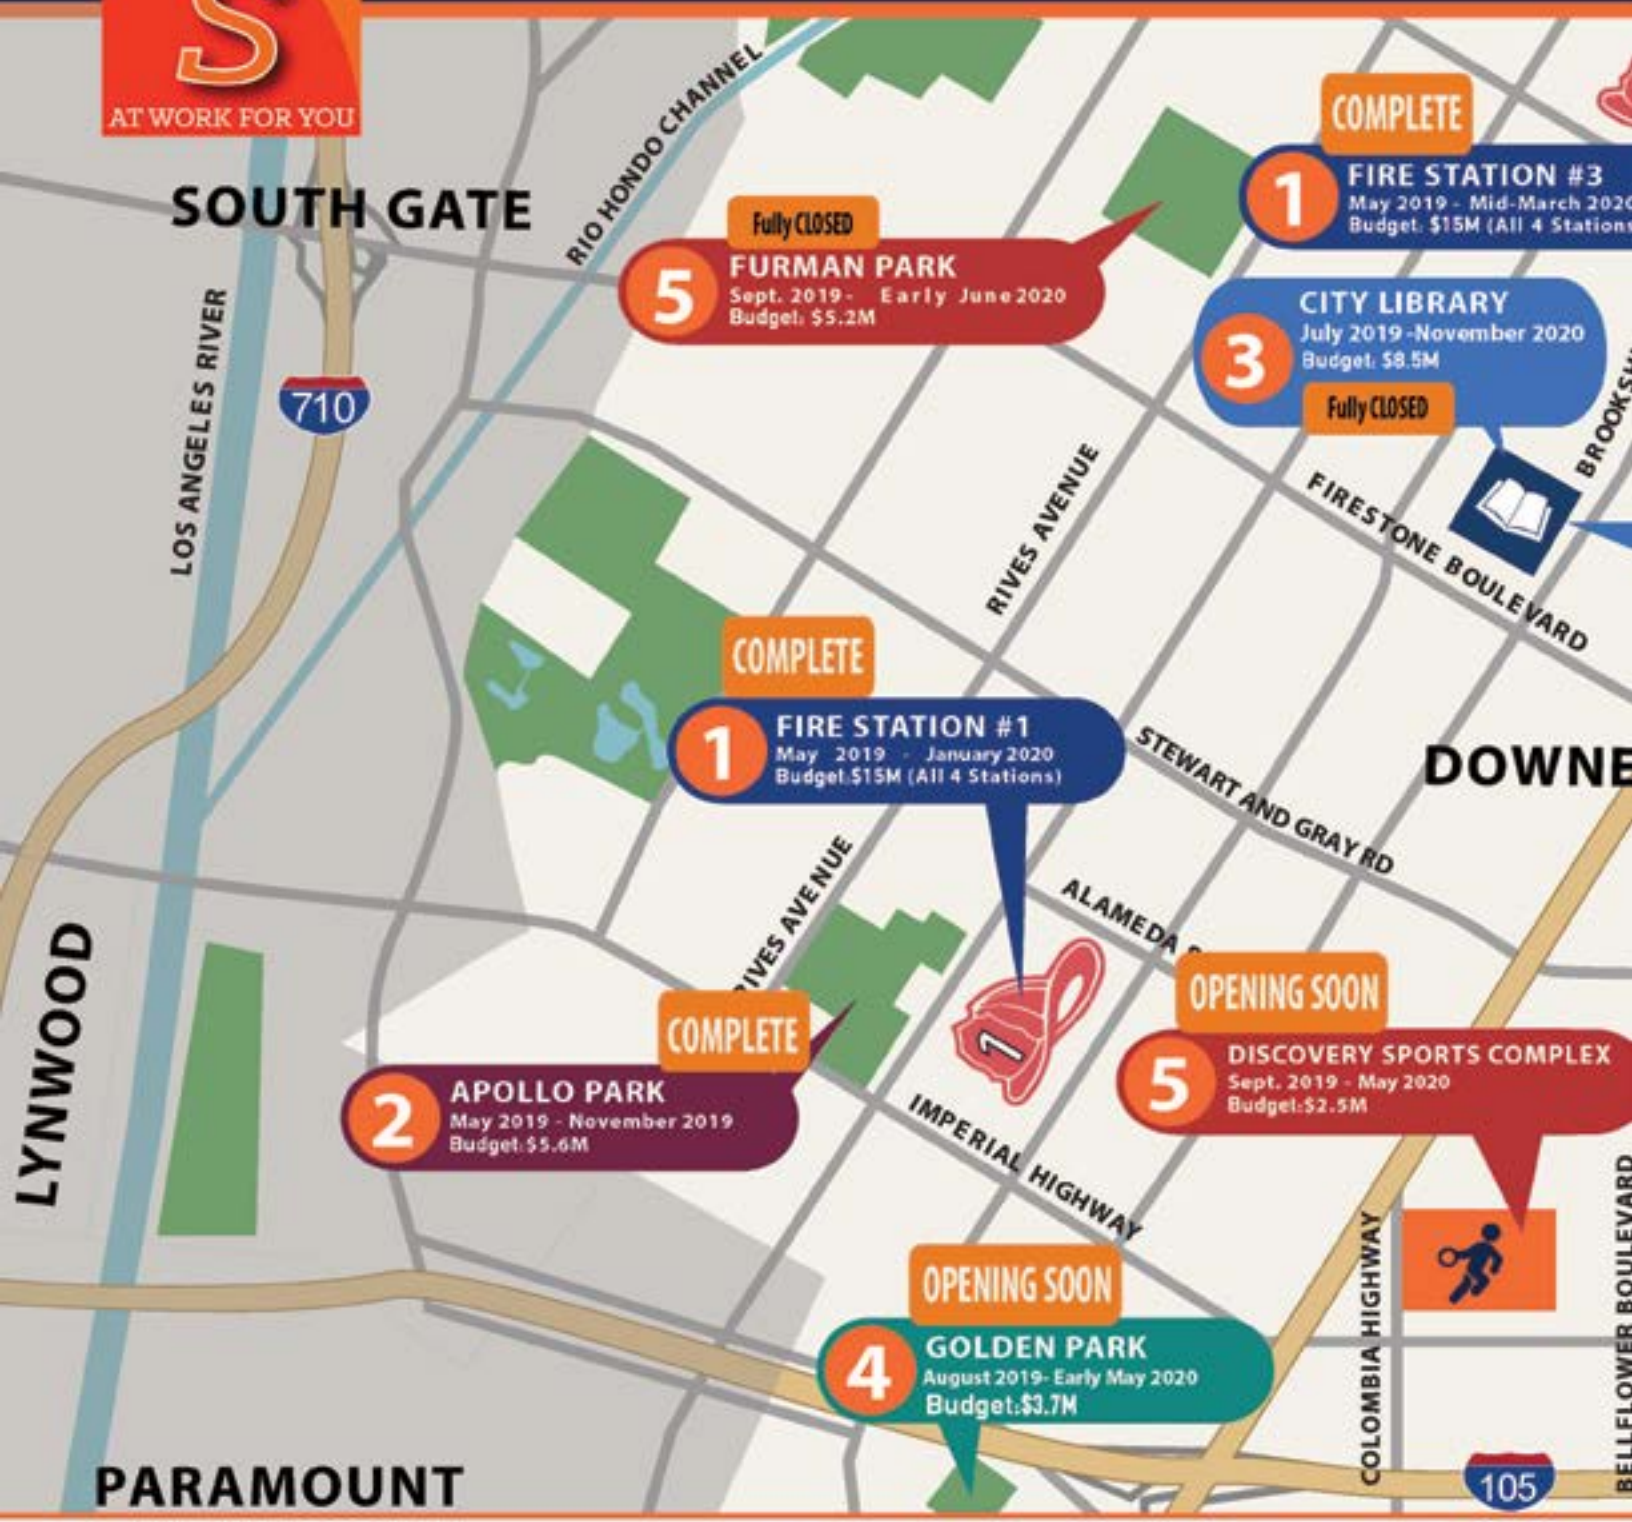 S
AT WORK FOR YOU
SOUTH GATE
RIO HONDO CHANNEL
LOS ANGELES RIVER
710
Fully CLOSED
5
FURMAN PARK
Sept. 2019- Early June 2020
Budget: $5.2M
COMPLETE
1
FIRE STATION #3
May 2019 - Mid-March 2020
Budget: $15M (All 4 Stations
3
CITY LIBRARY
July 2019 -November 2020
Budget: $8.5M
Fully CLOSED
BROOKSH
RIVES AVENUE
FIRESTONE BOULEVARD
COMPLETE
1
FIRE STATION #1
May 2019 - January 2020
Budget:$15M (All 4 Stations)
STEWART AND GRAY RD
DOWNE
ALAMEDA S
RIVES AVENUE
1
LYNWOOD
COMPLETE
2
APOLLO PARK
May 2019 - November 2019
Budget:$5.6M
OPENING SOON
5
DISCOVERY SPORTS COMPLEX
Sept. 2019 - May 2020
Budget:$2.5M
IMPERIAL HIGHWAY
OPENING SOON
4
GOLDEN PARK
August 2019- Early May 2020
Budget:$3.7M
COLOMBIA HIGHWAY
BELLFLOWER BOULEVARD
PARAMOUNT
105